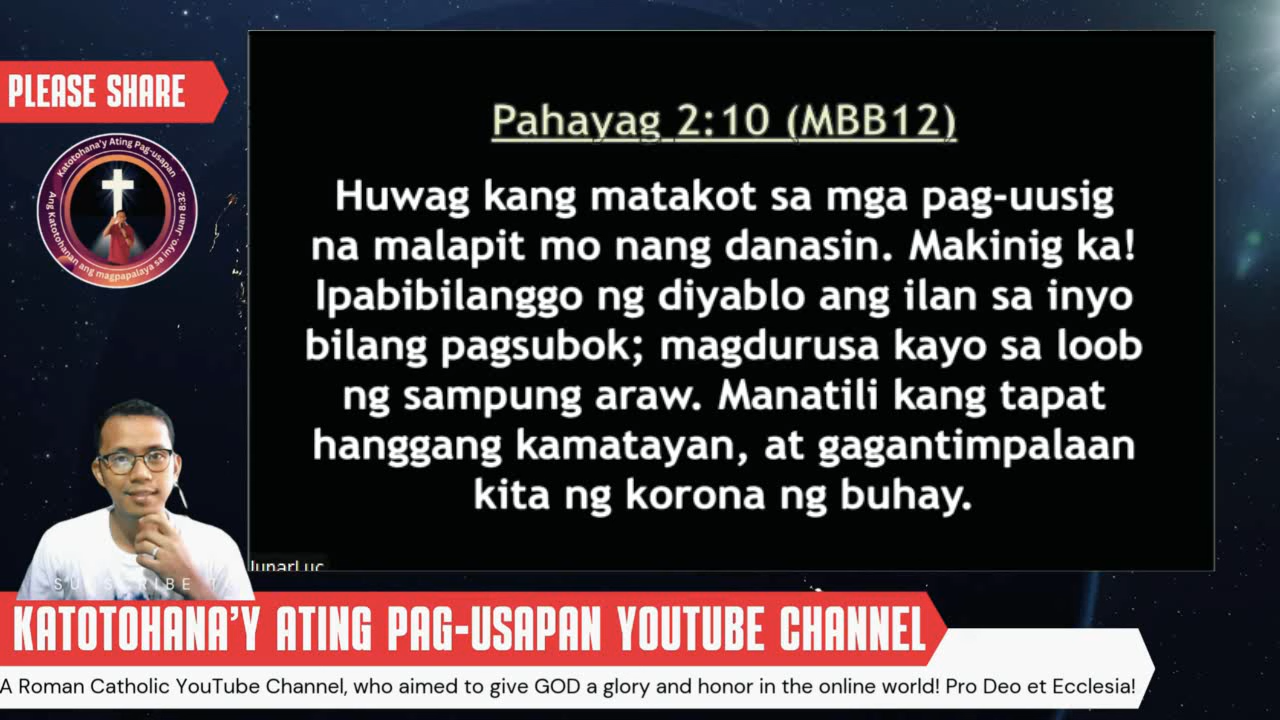 PLEASE SHARE
Katotohana'y Ating Pag-usapan
Ang Katotohanan ang magpapalaya sa inyo. Juan 8:32
Pahayag 2:10 (MBB12)
Huwag kang matakot sa mga pag-uusig
na malapit mo nang danasin. Makinig ka!
Ipabibilanggo ng diyablo ang ilan sa inyo
bilang pagsubok; magdurusa kayo sa loob
ng sampung araw. Manatili kang tapat
hanggang kamatayan, at gagantimpalaan
kita ng korona ng buhay.
JunarLuc
SUBSCRIBE
KATOTOHANA'Y ATING PAG-USAPAN YOUTUBE CHANNEL
A Roman Catholic YouTube Channel, who aimed to give GOD a glory and honor in the online world! Pro Deo et Ecclesia!